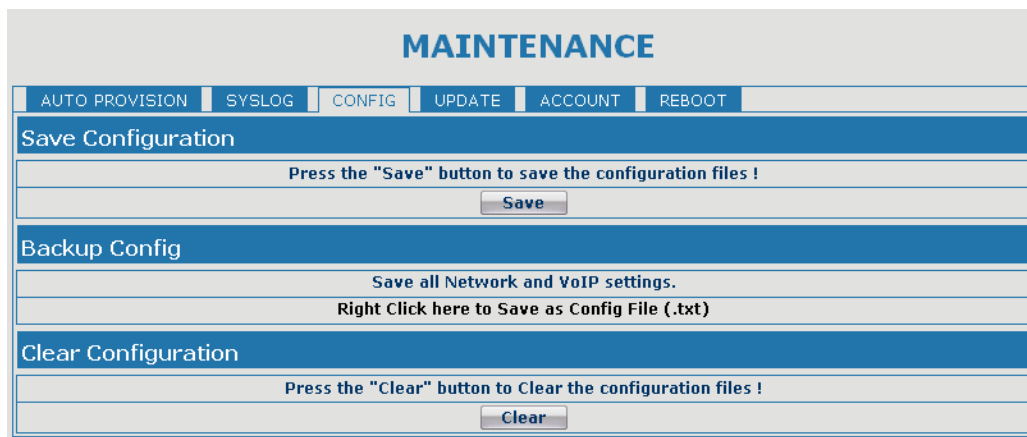 MAINTENANCE
AUTO PROVISION SYSLOG CONFIG UPDATE ACCOUNT REBOOT
Save Configuration
Press the "Save" button to save the configuration files !
Save
Backup Config
Save all Network and VoIP settings.
Right Click here to Save as Config File (.txt)
Clear Configuration
Press the "Clear" button to Clear the configuration files !
Clear